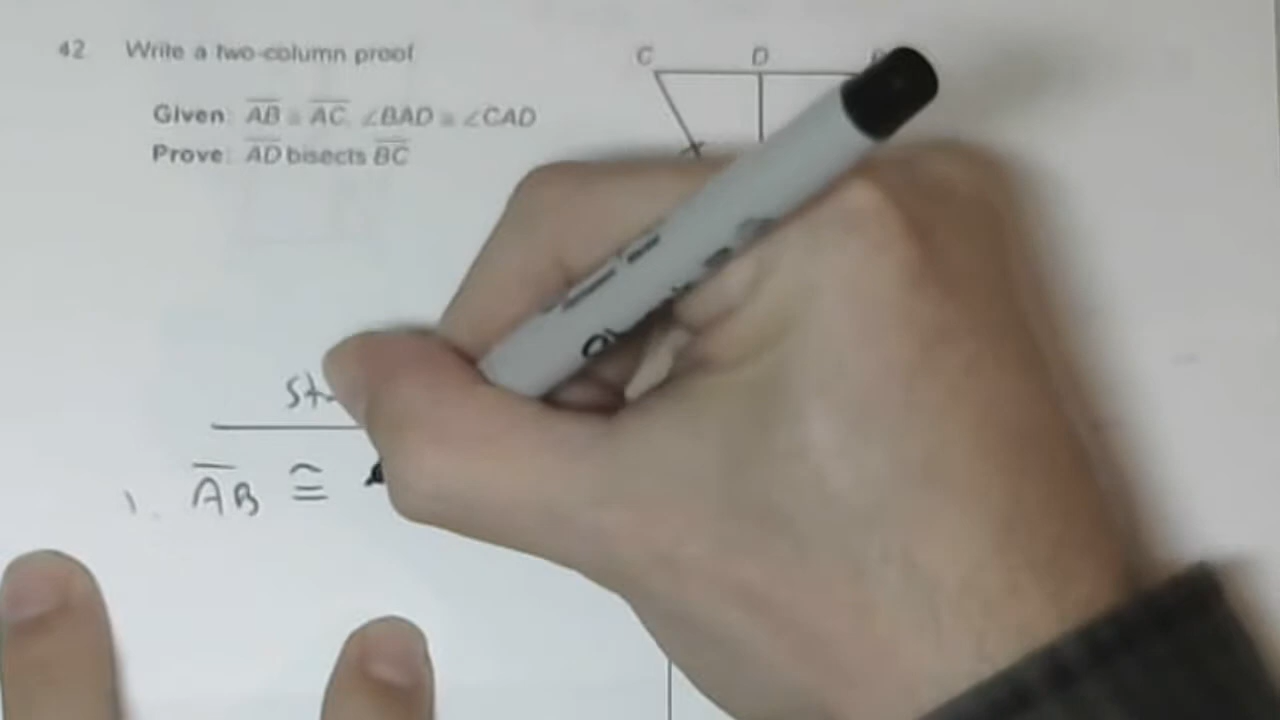 42 Write a two-column proof
C D
Given: AB ≅ AC, ∠BAD ≅ ∠CAD
Prove: AD bisects BC
St
1. AB ≅